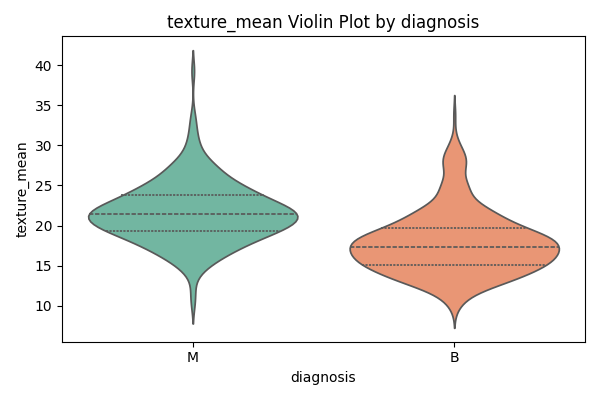 texture_mean Violin Plot by diagnosis
texture_mean
40
35
30
25
20
15
10
M
B
diagnosis